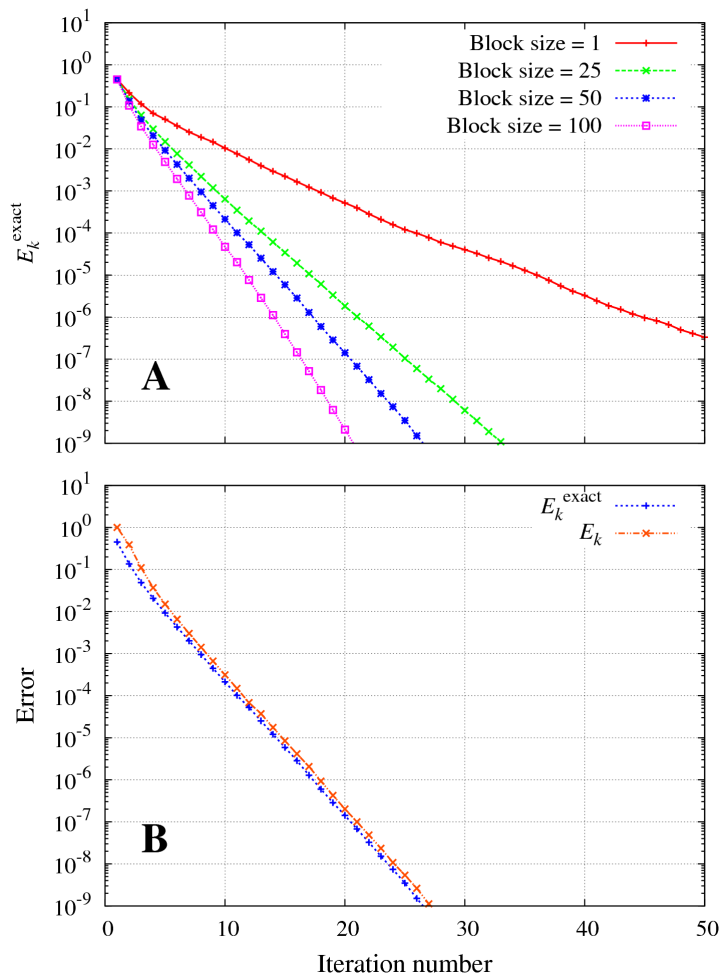 10^1
10^0
10^-1
10^-2
10^-3
10^-4
10^-5
10^-6
10^-7
10^-8
10^-9
E_k^exact
Block size = 1
Block size = 25
Block size = 50
Block size = 100
A
10^1
10^0
10^-1
10^-2
10^-3
10^-4
10^-5
10^-6
10^-7
10^-8
10^-9
Error
E_k^exact
E_k
B
0 10 20 30 40 50
Iteration number